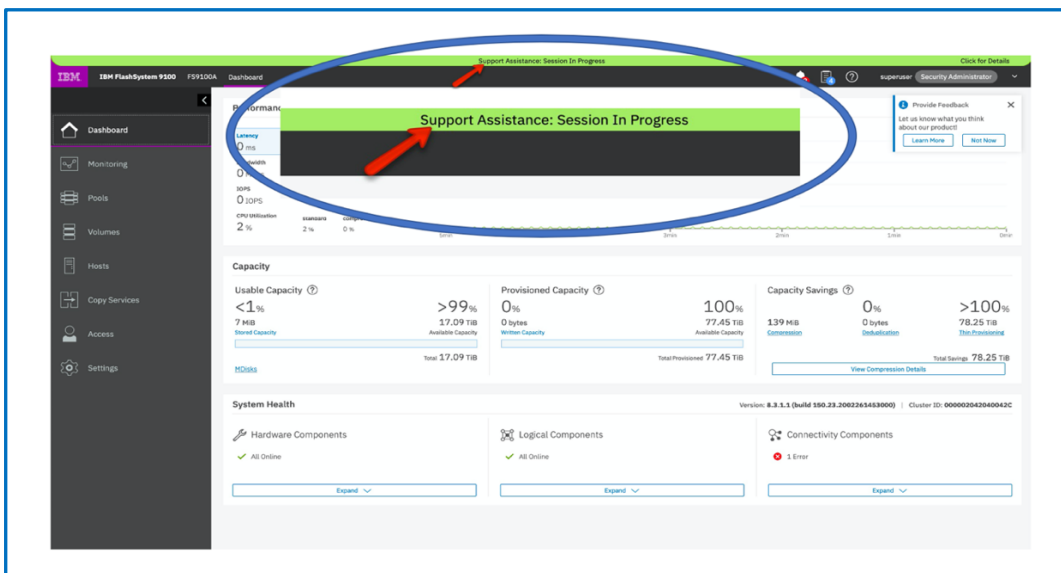 Support Assistance: Session In Progress
Click for Details
IBM
IBM FlashSystem 9100 FS9100A Dashboard
superuser Security Administrator
Support Assistance: Session In Progress
Provide Feedback
Let us know what you think
about our product!
Learn More Not Now
Dashboard
Monitoring
Pools
Volumes
Hosts
Copy Services
Access
Settings
Latency
0 ms
IOPS
0 IOPS
CPU Utilization
2 %
2 % 0 %
5min 3min 2min 1min
Capacity
Usable Capacity
<1% >99%
7 MiB 17.09 TiB
Stored Capacity Available Capacity
Total 17.09 TiB
MDisks
Provisioned Capacity
0% 100%
0 bytes 77.45 TiB
Written Capacity Available Capacity
Total Provisioned 77.45 TiB
Capacity Savings
0% >100%
139 MiB 0 bytes 78.25 TiB
Compression Deduplication Thin Provisioning
Total Savings 78.25 TiB
View Compression Details
System Health
Version: 8.3.1.1 (build 150.23.2002261453000) | Cluster ID: 000002042040042C
Hardware Components
All Online
Expand
Logical Components
All Online
Expand
Connectivity Components
1 Error
Expand